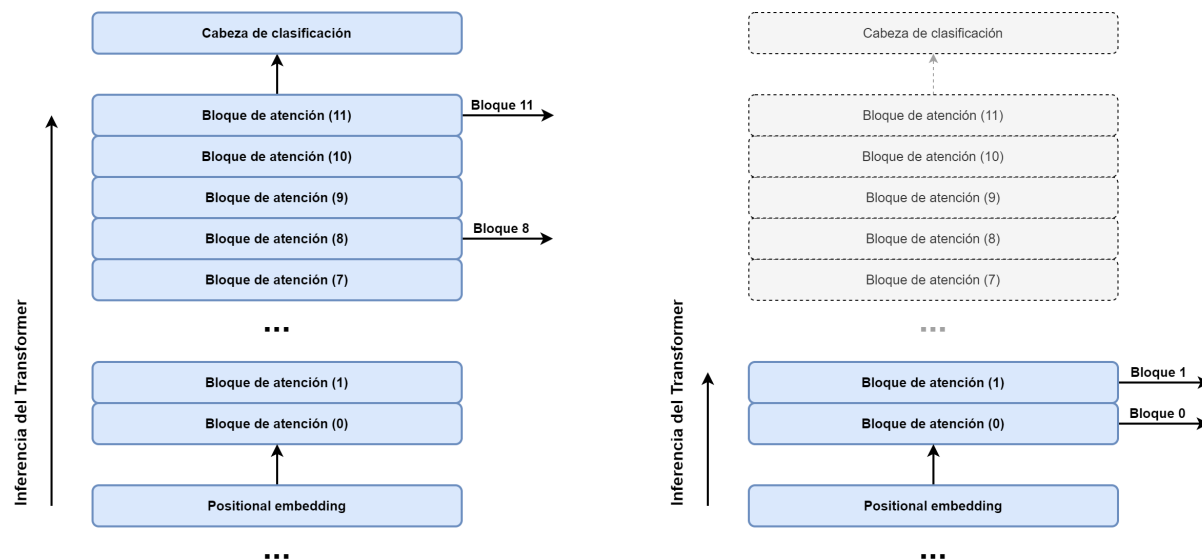 Cabeza de clasificación
Bloque de atención (11)
Bloque 11
Bloque de atención (10)
Bloque de atención (9)
Bloque de atención (8)
Bloque 8
Bloque de atención (7)
...
Bloque de atención (1)
Bloque de atención (0)
Positional embedding
...
Inferencia del Transformer
Cabeza de clasificación
Bloque de atención (11)
Bloque de atención (10)
Bloque de atención (9)
Bloque de atención (8)
Bloque de atención (7)
...
Bloque de atención (1)
Bloque 1
Bloque de atención (0)
Bloque 0
Positional embedding
...
Inferencia del Transformer